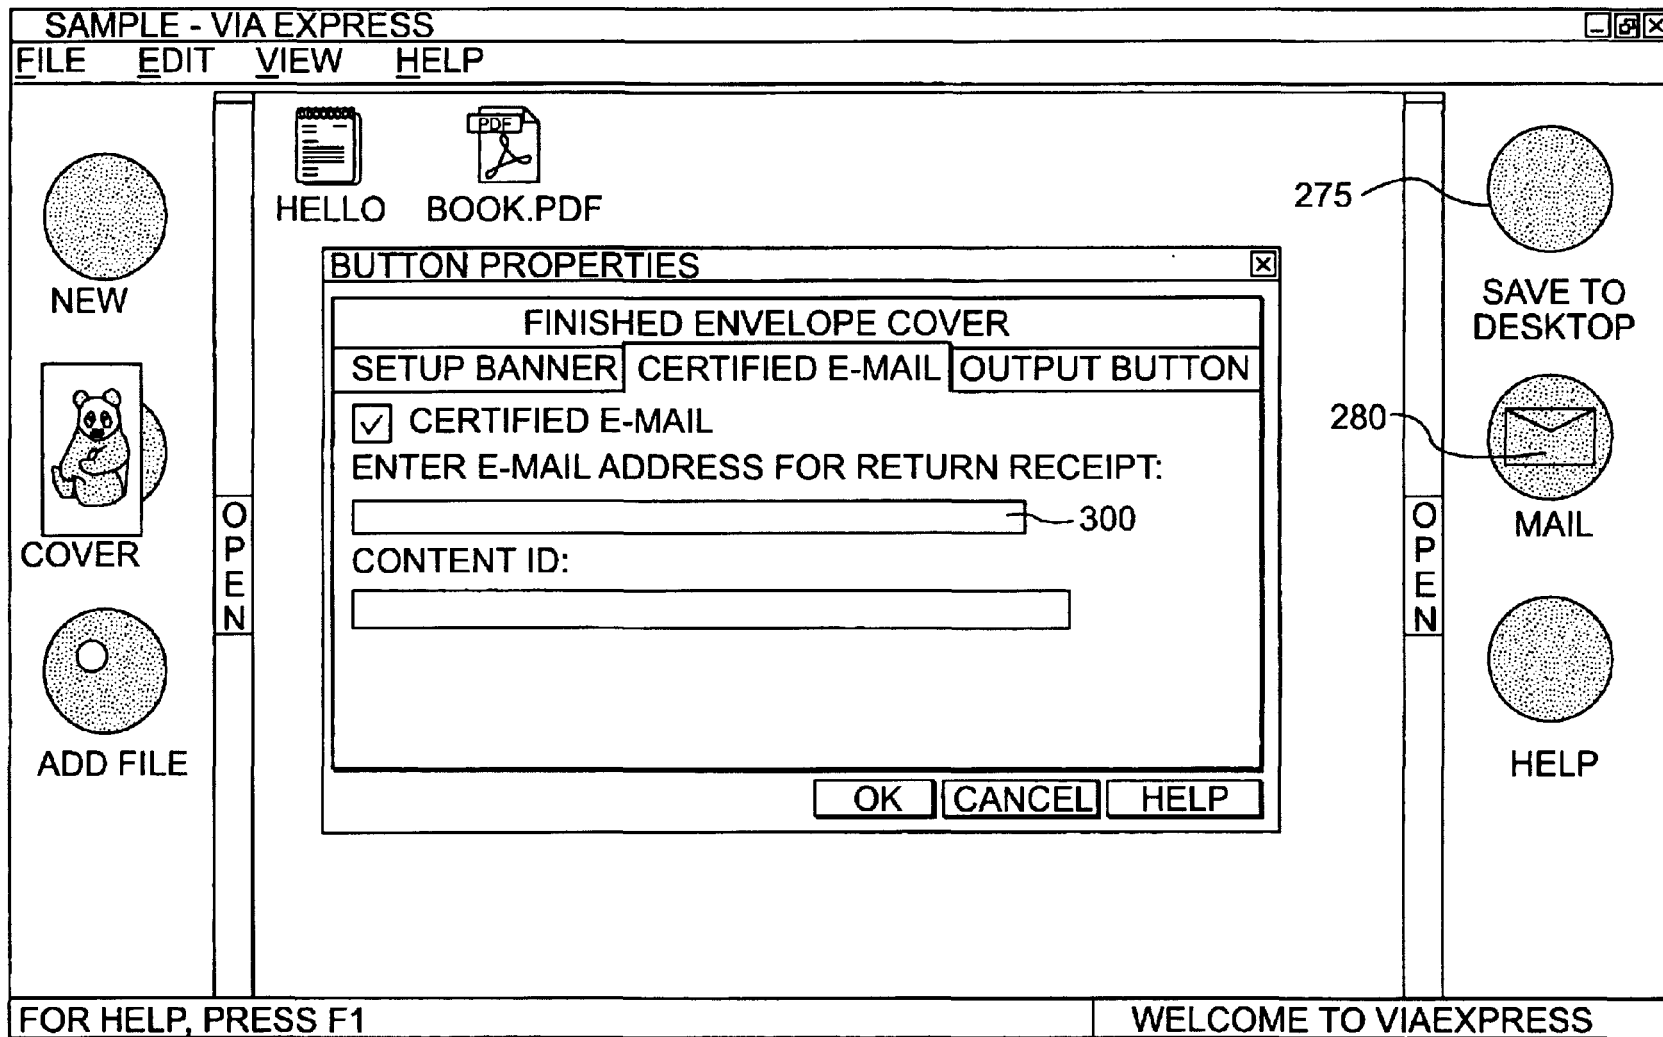 SAMPLE - VIA EXPRESS
FILE EDIT VIEW HELP
NEW
COVER
ADD FILE
OPEN
PDF
HELLO BOOK.PDF
BUTTON PROPERTIES
FINISHED ENVELOPE COVER
SETUP BANNER CERTIFIED E-MAIL OUTPUT BUTTON
CERTIFIED E-MAIL
ENTER E-MAIL ADDRESS FOR RETURN RECEIPT:
300
CONTENT ID:
OK CANCEL HELP
OPEN
275
SAVE TO
DESKTOP
280
MAIL
HELP
FOR HELP, PRESS F1 WELCOME TO VIAEXPRESS